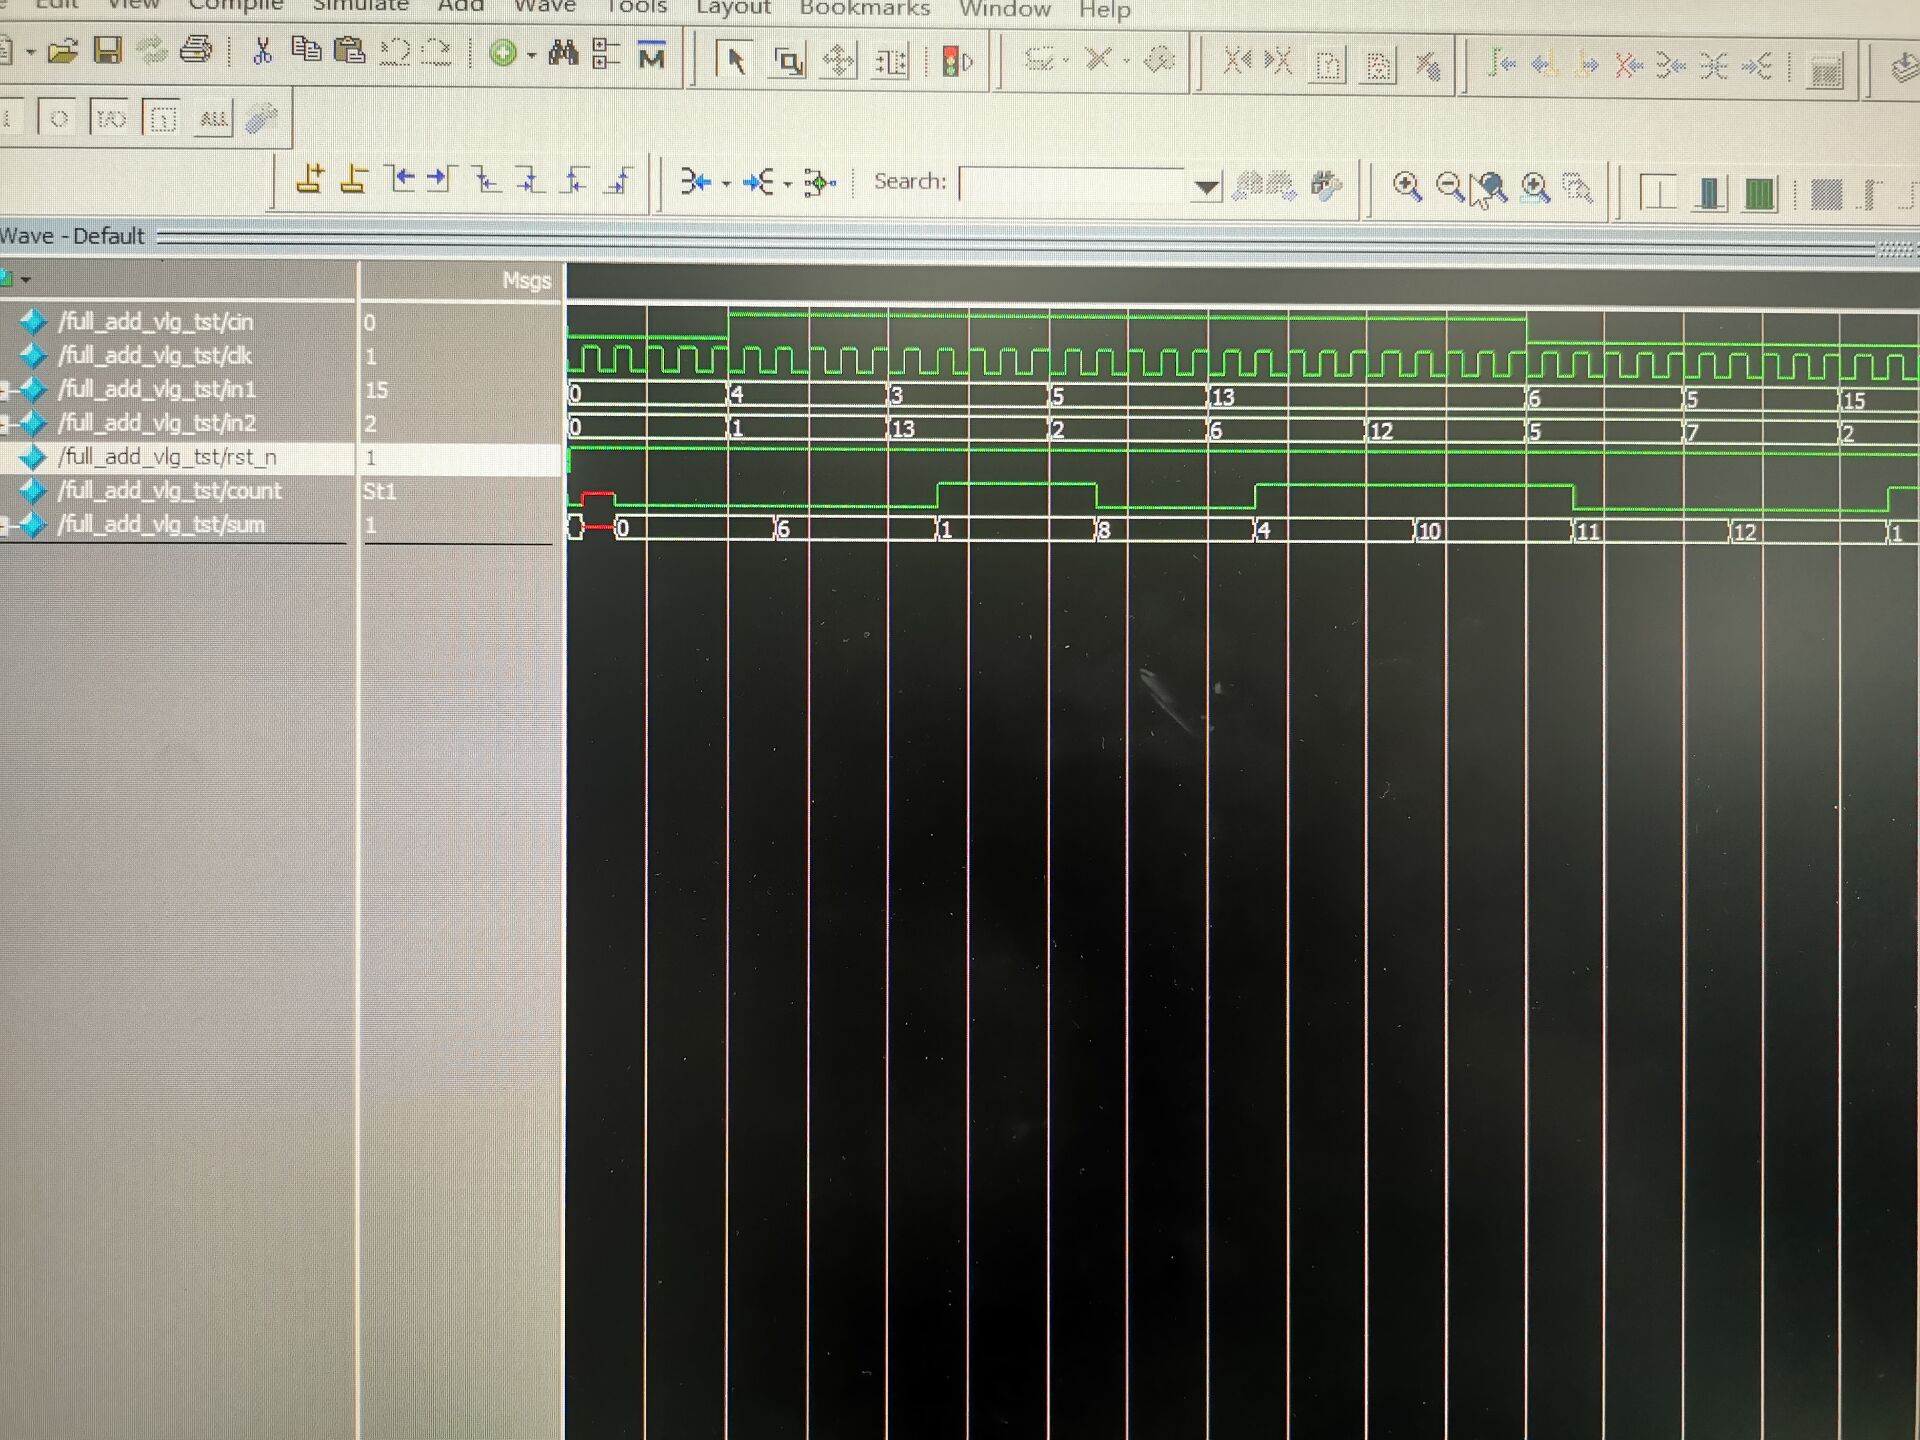 Edit View Compile Simulate Add Wave Tools Layout Bookmarks Window Help
M
I/O ALL
Search:
Wave - Default
Msgs
/full_add_vlg_tst/cin 0
/full_add_vlg_tst/clk 1
/full_add_vlg_tst/in1 15 0 4 3 5 13 6 5 15
/full_add_vlg_tst/in2 2 0 1 13 2 6 12 5 7 2
/full_add_vlg_tst/rst_n 1
/full_add_vlg_tst/count St1
/full_add_vlg_tst/sum 1 0 6 1 8 4 10 11 12 1